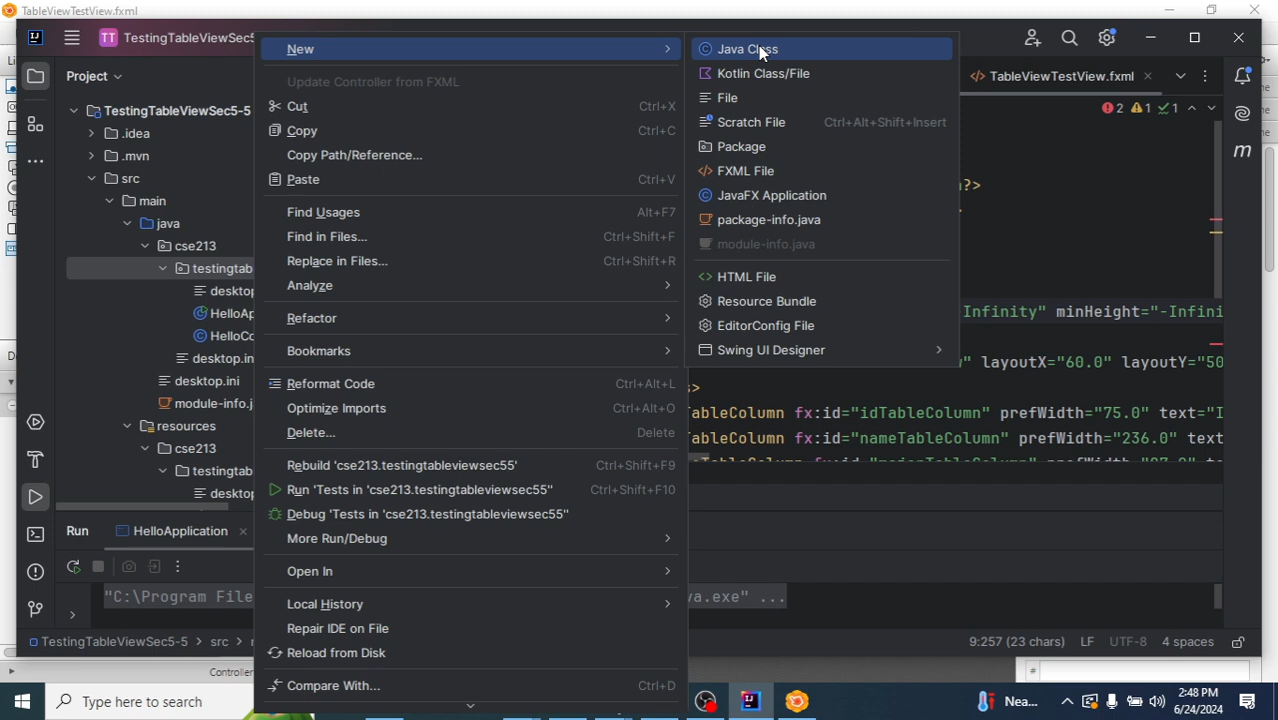 TableViewTestView.fxml
TT TestingTableViewSec5
Project
TestingTableViewSec5-5
.idea
.mvn
src
main
java
cse213
testingtab
desktop
HelloAp
HelloCo
desktop.in
desktop.ini
module-info.j
resources
cse213
testingtab
desktop
New
Update Controller from FXML
Cut Ctrl+X
Copy Ctrl+C
Copy Path/Reference...
Paste Ctrl+V
Find Usages Alt+F7
Find in Files... Ctrl+Shift+F
Replace in Files... Ctrl+Shift+R
Analyze
Refactor
Bookmarks
Reformat Code Ctrl+Alt+L
Optimize Imports Ctrl+Alt+O
Delete... Delete
Rebuild 'cse213.testingtableviewsec55' Ctrl+Shift+F9
Run 'Tests in 'cse213.testingtableviewsec55'' Ctrl+Shift+F10
Debug 'Tests in 'cse213.testingtableviewsec55''
More Run/Debug
Open In
Local History
Repair IDE on File
Reload from Disk
Compare With... Ctrl+D
Java Class
Kotlin Class/File
File
Scratch File Ctrl+Alt+Shift+Insert
Package
FXML File
JavaFX Application
package-info.java
module-info.java
HTML File
Resource Bundle
EditorConfig File
Swing UI Designer
</> TableViewTestView.fxml
2 1 1
?>
Infinity" minHeight="-Infini
" layoutX="60.0" layoutY="50
s>
ableColumn fx:id="idTableColumn" prefWidth="75.0" text="I
ableColumn fx:id="nameTableColumn" prefWidth="236.0" text
Run HelloApplication
"C:\Program File
va.exe" ...
TestingTableViewSec5-5 > src >
9:257 (23 chars) LF UTF-8 4 spaces
Controller
#
Type here to search
Nea...
2:48 PM
6/24/2024